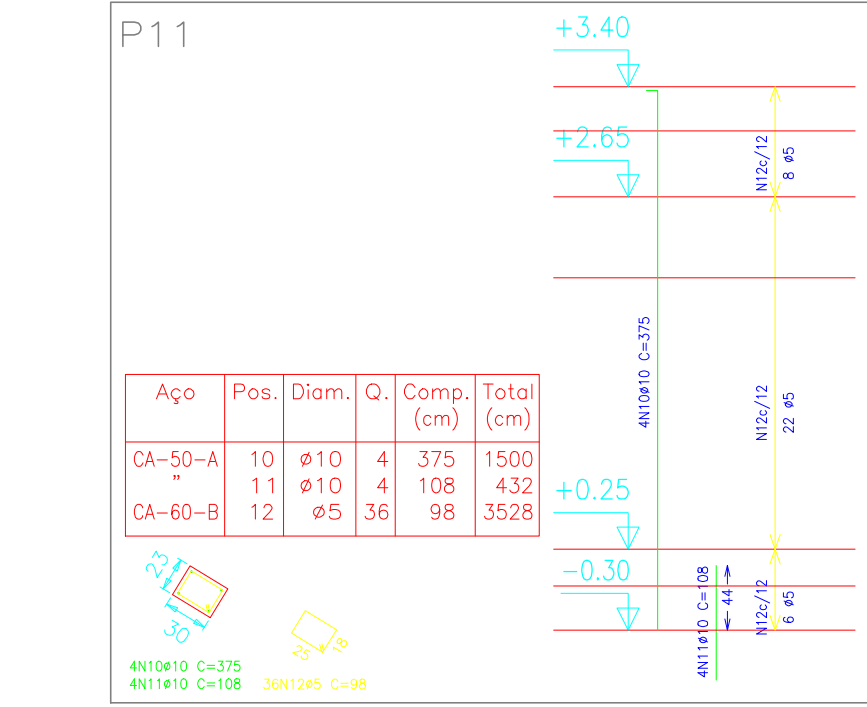 P11
+3.40
+2.65
N12c/12
8 ø5
4N10ø10 C=375
N12c/12
22 ø5
Aço Pos. Diam. Q. Comp. (cm) Total (cm)
CA-50-A 10 ø10 4 375 1500
" 11 ø10 4 108 432
CA-60-B 12 ø5 36 98 3528
+0.25
-0.30
4N11ø10 C=108
44
N12c/12
6 ø5
23
30
25
18
4N10ø10 C=375
4N11ø10 C=108
36N12ø5 C=98